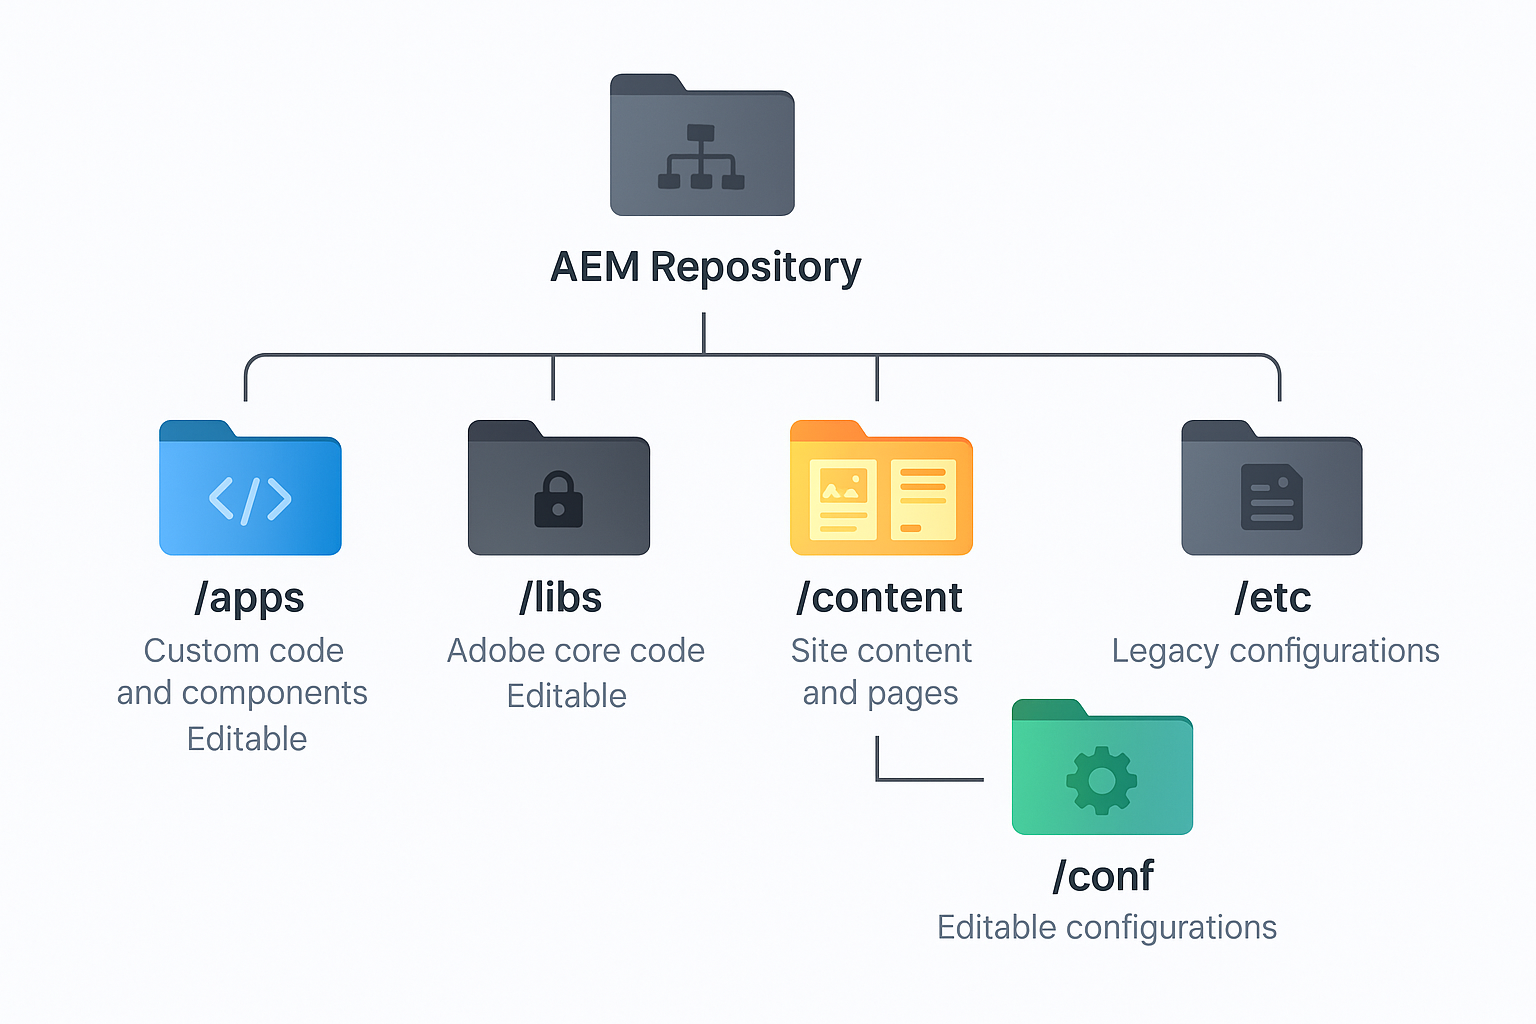 AEM Repository
/apps
Custom code
and components
Editable
/libs
Adobe core code
Editable
/content
Site content
and pages
/etc
Legacy configurations
/conf
Editable configurations